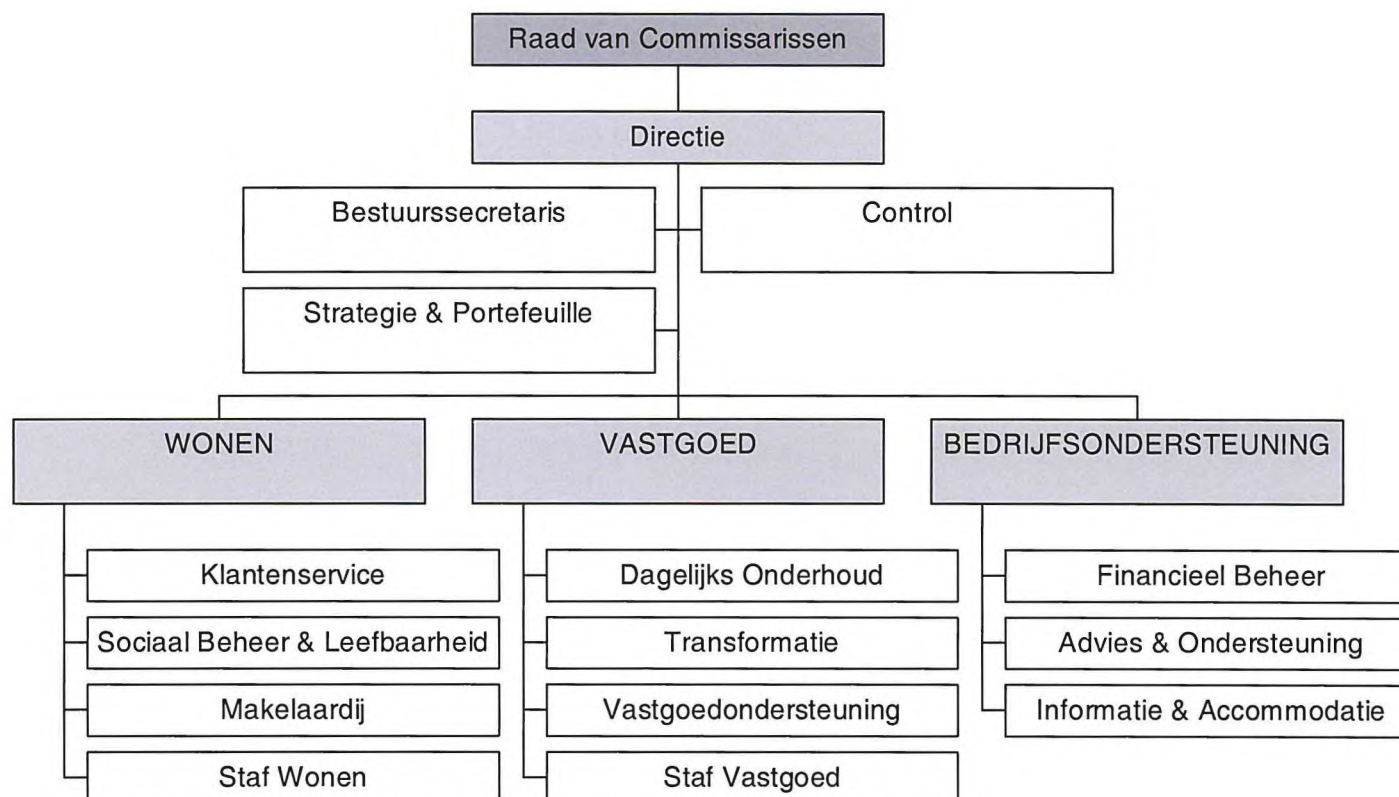 Raad van Commissarissen
Directie
Bestuurssecretaris
Control
Strategie & Portefeuille
WONEN
VASTGOED
BEDRIJFSONDERSTEUNING
Klantenservice
Sociaal Beheer & Leefbaarheid
Makelaardij
Staf Wonen
Dagelijks Onderhoud
Transformatie
Vastgoedondersteuning
Staf Vastgoed
Financieel Beheer
Advies & Ondersteuning
Informatie & Accommodatie